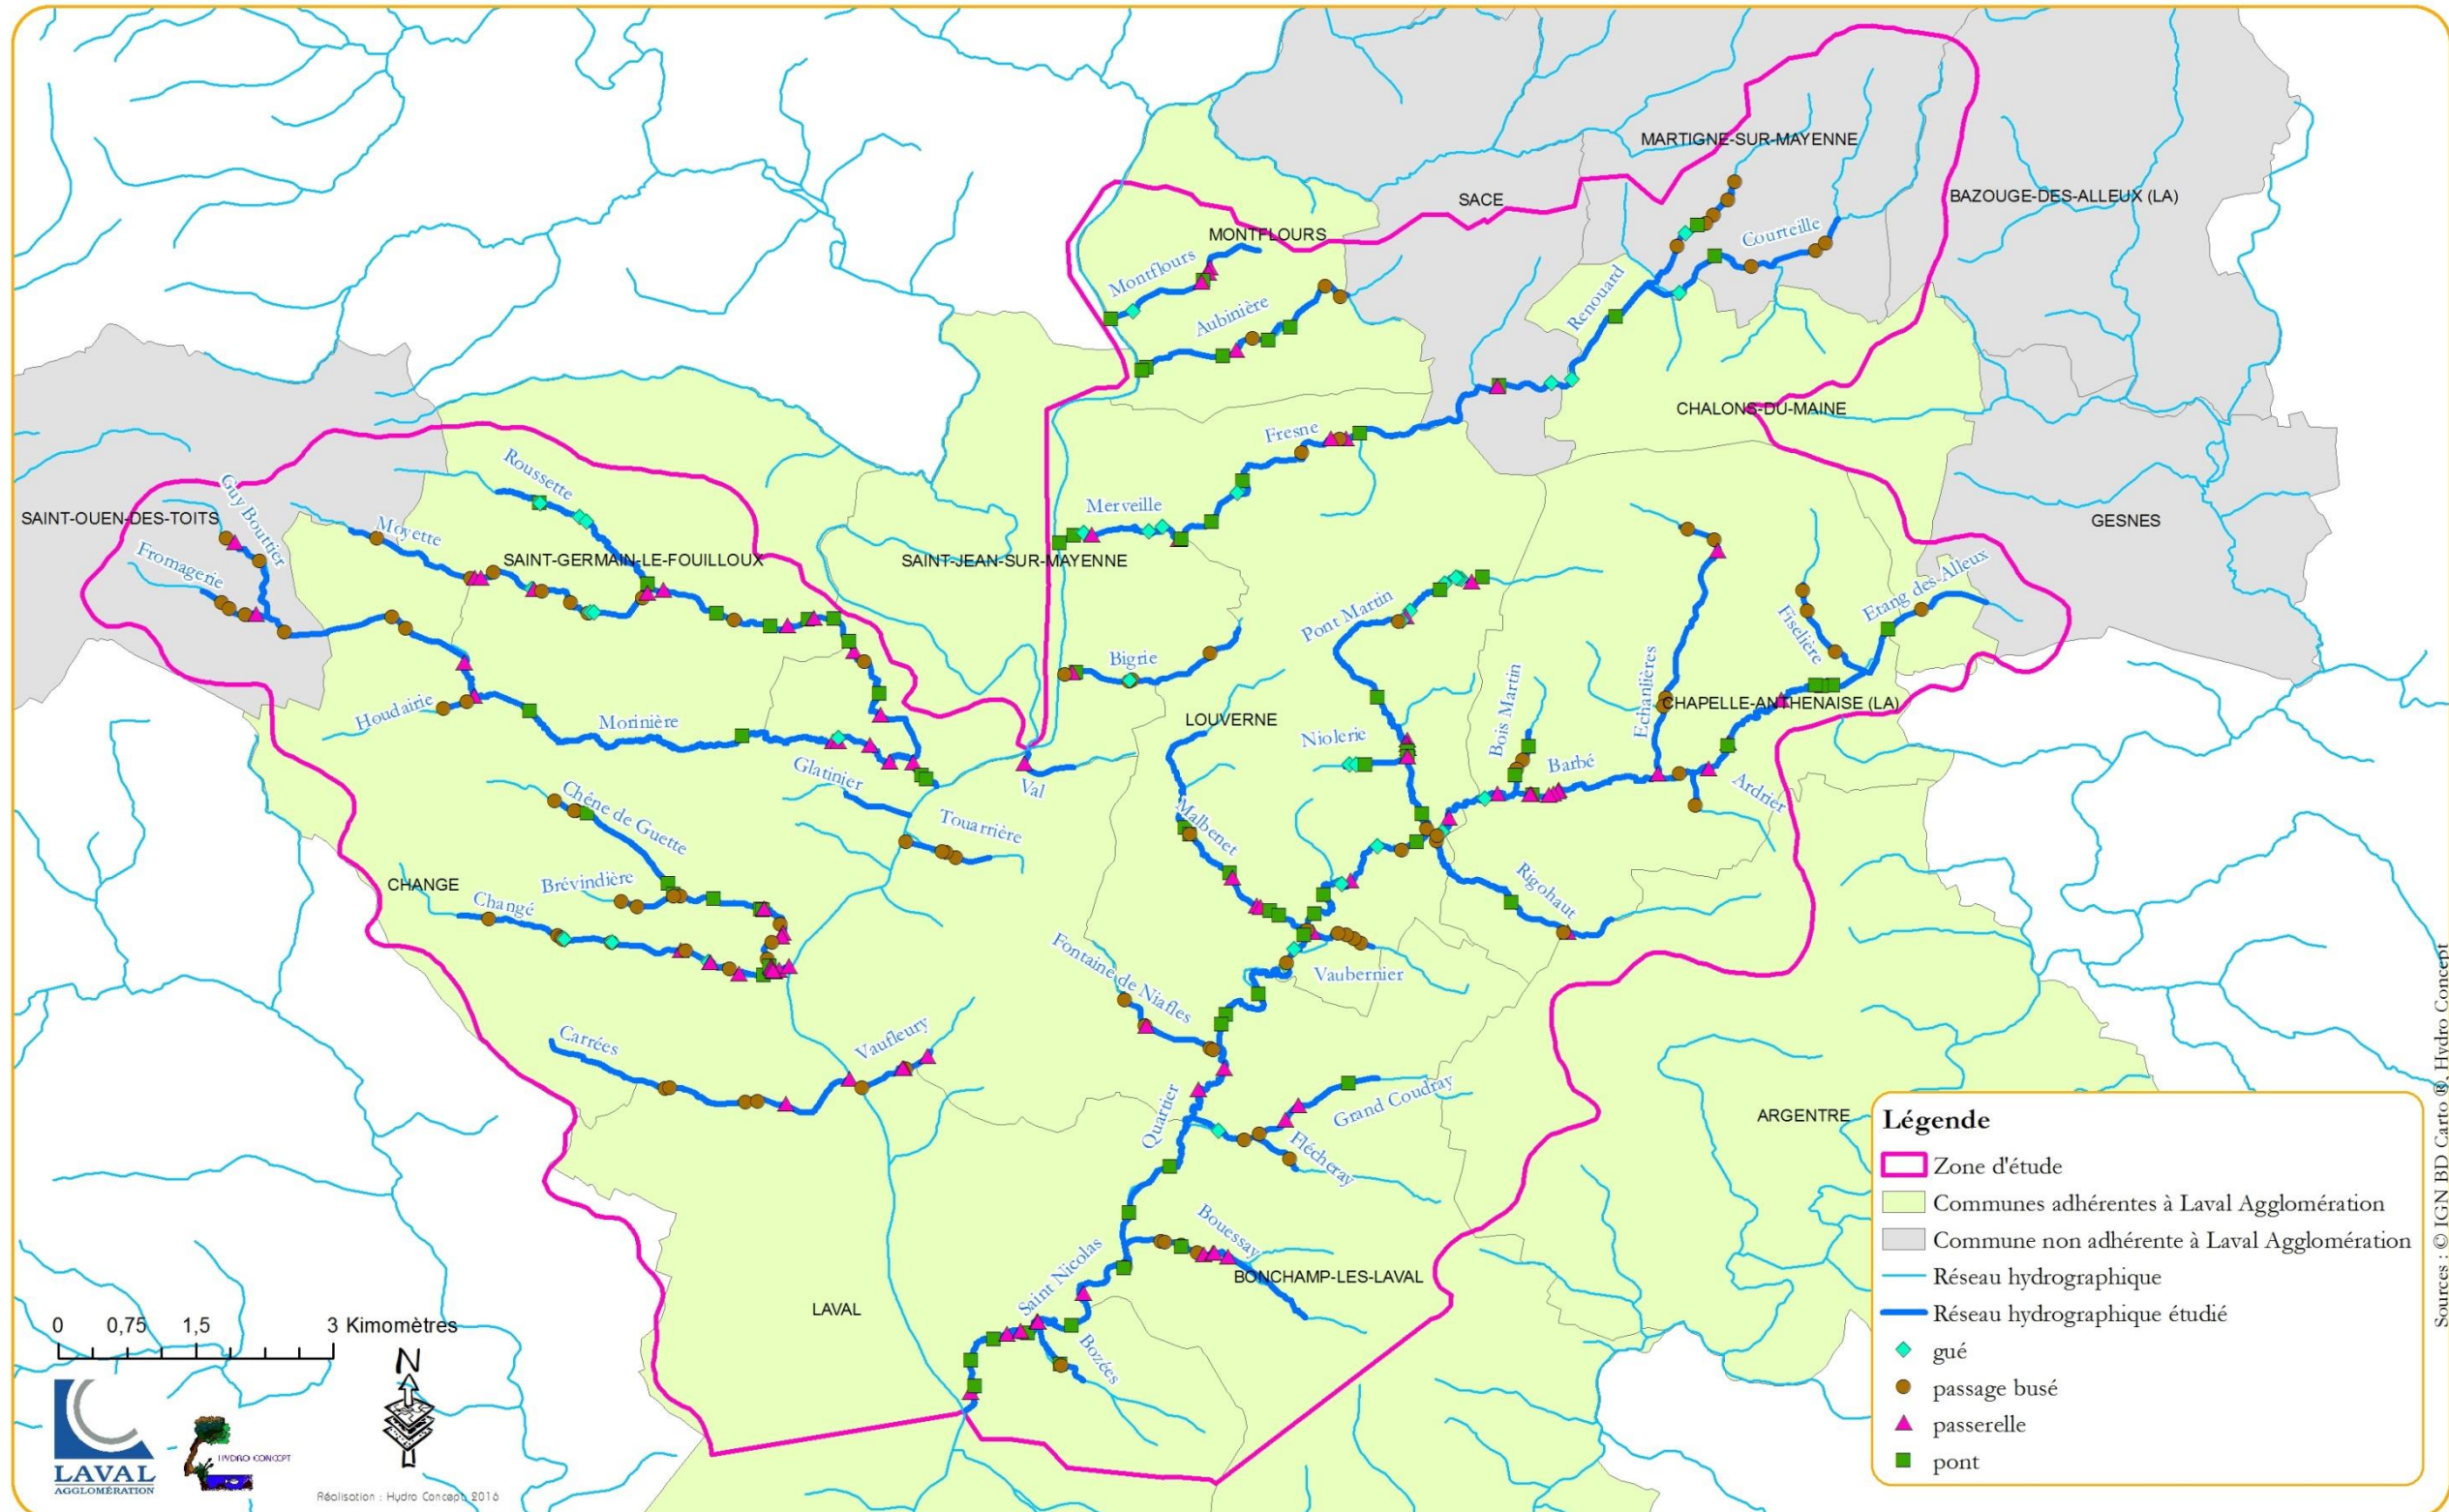 MARTIGNE-SUR-MAYENNE
SACE
BAZOUGE-DES-ALLEUX (LA)
MONTFLOURS
Courteille
Montflours
Renouard
Aubinière
CHALONS-DU-MAINE
Fresne
Roussette
Guy Bouttier
SAINT-OUEN-DES-TOITS
Merveille
GESNES
Moyette
Fromagerie
SAINT-GERMAIN-LE-FOUILLOUX
SAINT-JEAN-SUR-MAYENNE
Etang des Alleux
Pont Martin
Fiselière
Bigrie
Echanlières
Houdairie
Morinière
LOUVERNE
Bois Martin
CHAPELLE-ANTHENAISE (LA)
Niolerie
Barbé
Glatinier
Val
Ardrier
Chêne de Guette
Touarrière
Malbenet
CHANGE
Brévindière
Changé
Rigohaut
Fontaine de Niafles
Vaubernier
Carrées
Vaufleury
Grand Coudray
Quartier
Flécheray
ARGENTRE
Bouessay
Saint Nicolas
BONCHAMP-LES-LAVAL
LAVAL
Bozées
Légende
Zone d'étude
Communes adhérentes à Laval Agglomération
Commune non adhérente à Laval Agglomération
Réseau hydrographique
Réseau hydrographique étudié
gué
passage busé
passerelle
pont
0 0,75 1,5 3 Kimomètres
N
LAVAL
AGGLOMÉRATION
HYDRO CONCEPT
Réalisation : Hydro Concept 2016
Sources : © IGN BD Carto ®, Hydro Concept